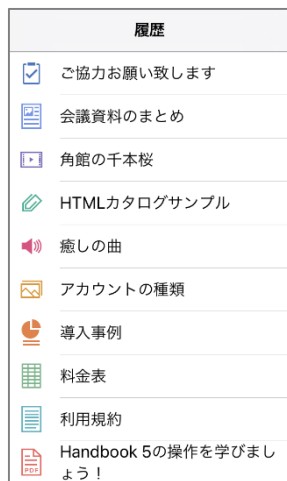 履歴
ご協力お願い致します
会議資料のまとめ
角館の千本桜
HTMLカタログサンプル
癒しの曲
アカウントの種類
導入事例
料金表
利用規約
Handbook 5の操作を学びまし
ょう！
PDF